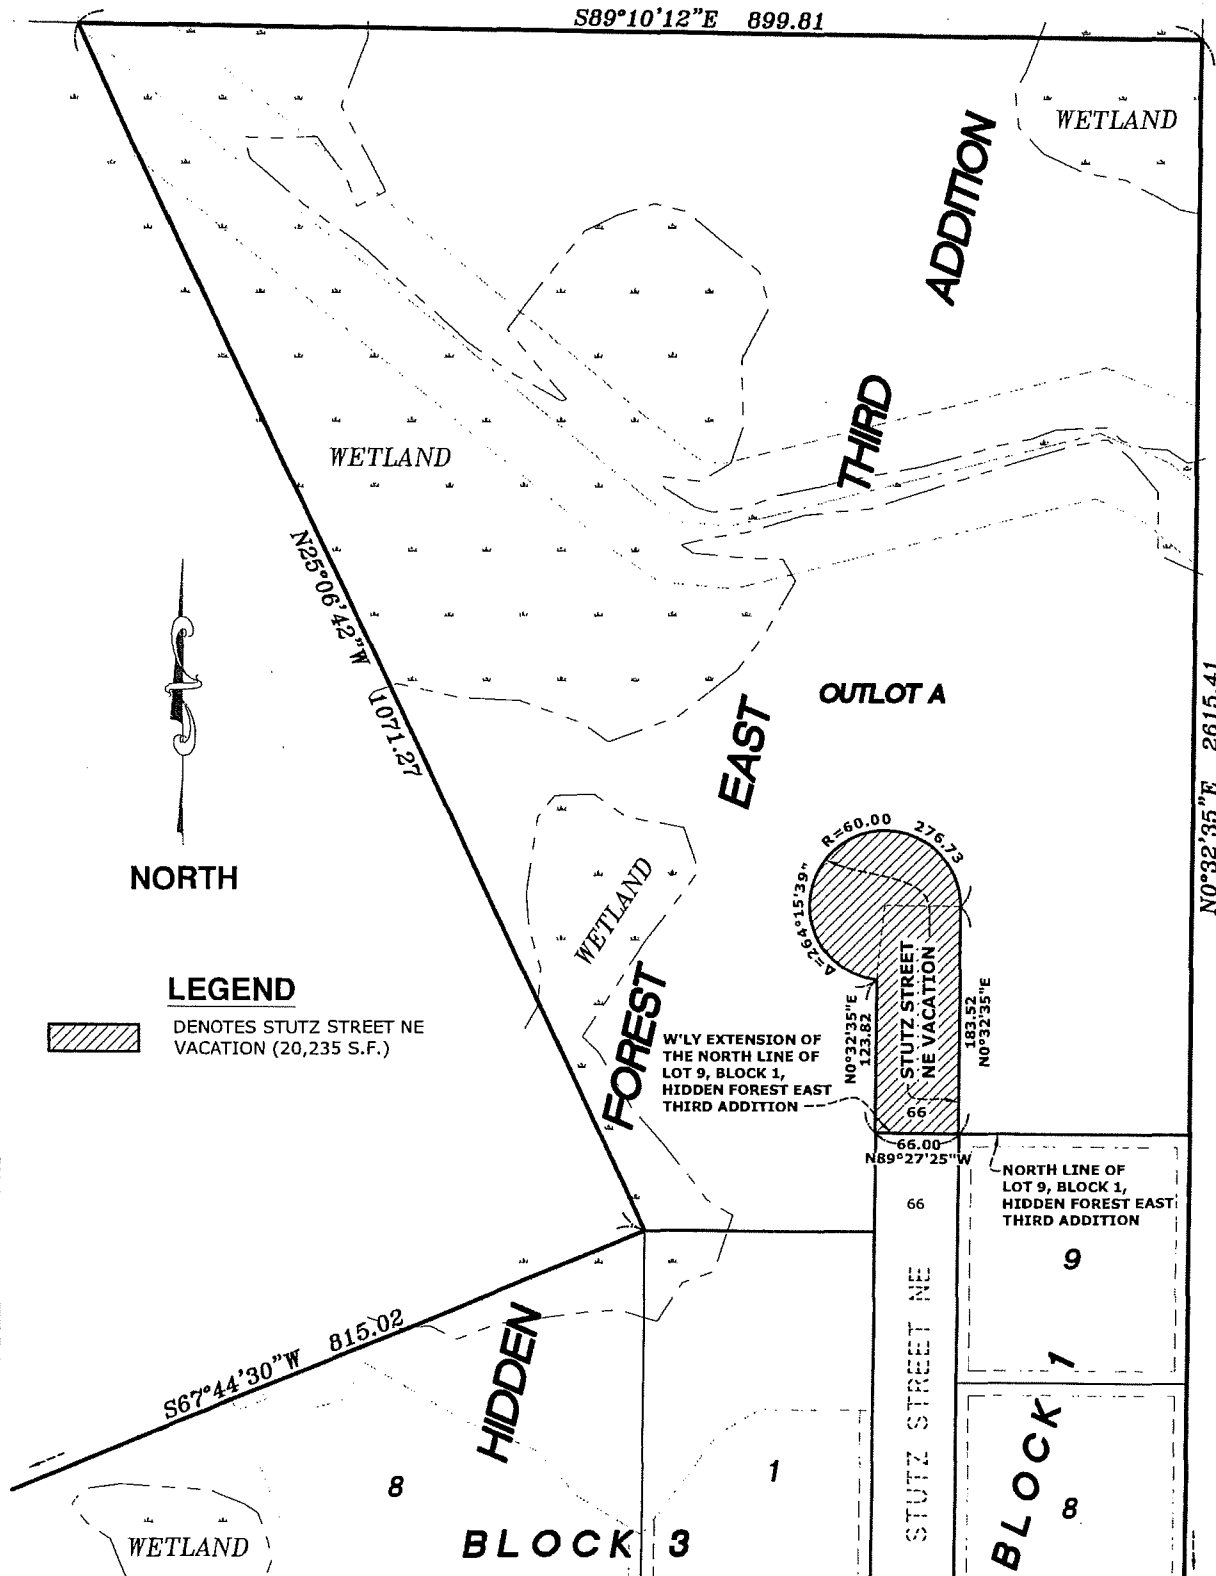 S89°10'12"E 899.81
WETLAND
ADDITION
THIRD
WETLAND
N25°06'42"W 1071.27
OUTLOT A
EAST
N0°32'35"E 2615.41
NORTH
R=60.00 276.73
Δ=264°15'39"
WETLAND
LEGEND
DENOTES STUTZ STREET NE
VACATION (20,235 S.F.)
FOREST
W'LY EXTENSION OF
THE NORTH LINE OF
LOT 9, BLOCK 1,
HIDDEN FOREST EAST
THIRD ADDITION
N0°32'35"E
123.82
STUTZ STREET
NE VACATION
183.52
N0°32'35"E
66
66.00
N89°27'25"W
NORTH LINE OF
LOT 9, BLOCK 1,
HIDDEN FOREST EAST
THIRD ADDITION
66
9
STUTZ STREET NE
S67°44'30"W 815.02
HIDDEN
BLOCK 1
8
1
8
WETLAND
BLOCK 3